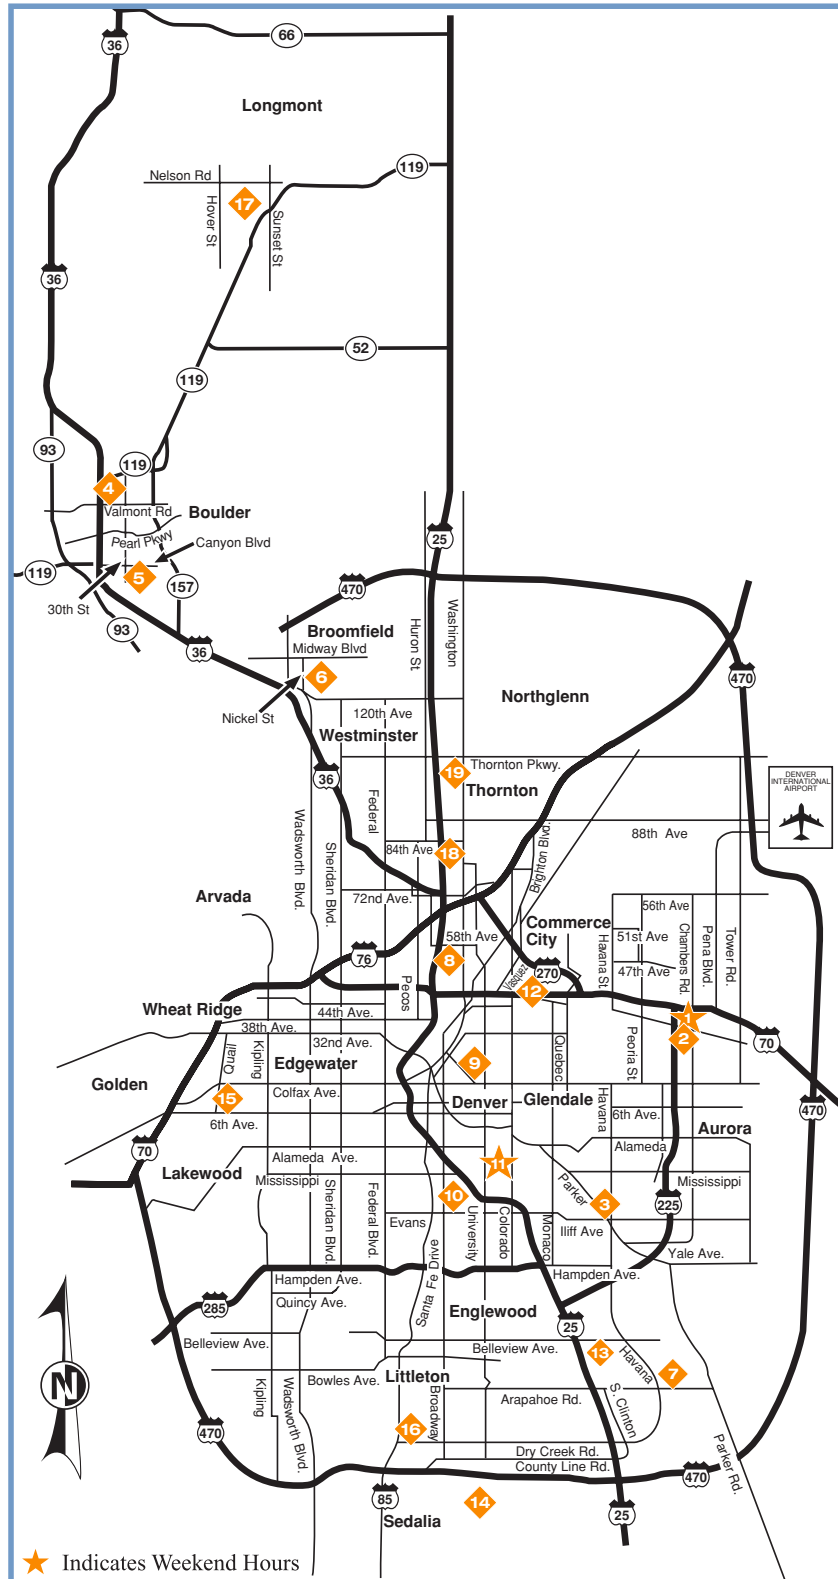 36
66
Longmont
119
Nelson Rd
17
Hover St
Sunset St
36
52
119
93
119
4
Valmont Rd
Boulder
Pearl Pkwy
Canyon Blvd
25
119
5
157
30th St
470
93
Broomfield
Huron St.
Washington
36
Midway Blvd
6
470
Nickel St
Northglenn
120th Ave
Westminster
19
Thornton Pkwy.
36
Thornton
DENVER
INTERNATIONAL
AIRPORT
Wadsworth Blvd.
Federal
Sheridan Blvd.
Brighton Blvd.
88th Ave
84th Ave
18
Arvada
72nd Ave.
56th Ave
Commerce
City
58th Ave
51st Ave
Havana St.
Chambers Rd.
Pena Blvd.
Tower Rd.
76
8
270
47th Ave
Vasquez
12
Pecos
Wheat Ridge
44th Ave.
38th Ave.
1
2
32nd Ave.
70
Quail
Kipling
Edgewater
9
Quebec
Peoria St.
Golden
Colfax Ave.
15
Denver
Glendale
Havana
470
6th Ave.
6th Ave.
Aurora
70
Alameda
Alameda Ave.
11
Lakewood
Mississippi
Parker
Mississippi
10
3
225
Sheridan Blvd.
Federal Blvd.
Evans
University
Colorado
Monaco
Iliff Ave
Yale Ave.
Santa Fe Drive
Hampden Ave.
Hampden Ave.
Quincy Ave.
285
Englewood
25
Belleview Ave.
Belleview Ave.
13
Havana
7
N
Littleton
Bowles Ave.
Kipling
Wadsworth Blvd.
Broadway
Arapahoe Rd.
S. Clinton
16
470
Dry Creek Rd.
County Line Rd.
Parker Rd.
470
85
14
25
Sedalia
Indicates Weekend Hours